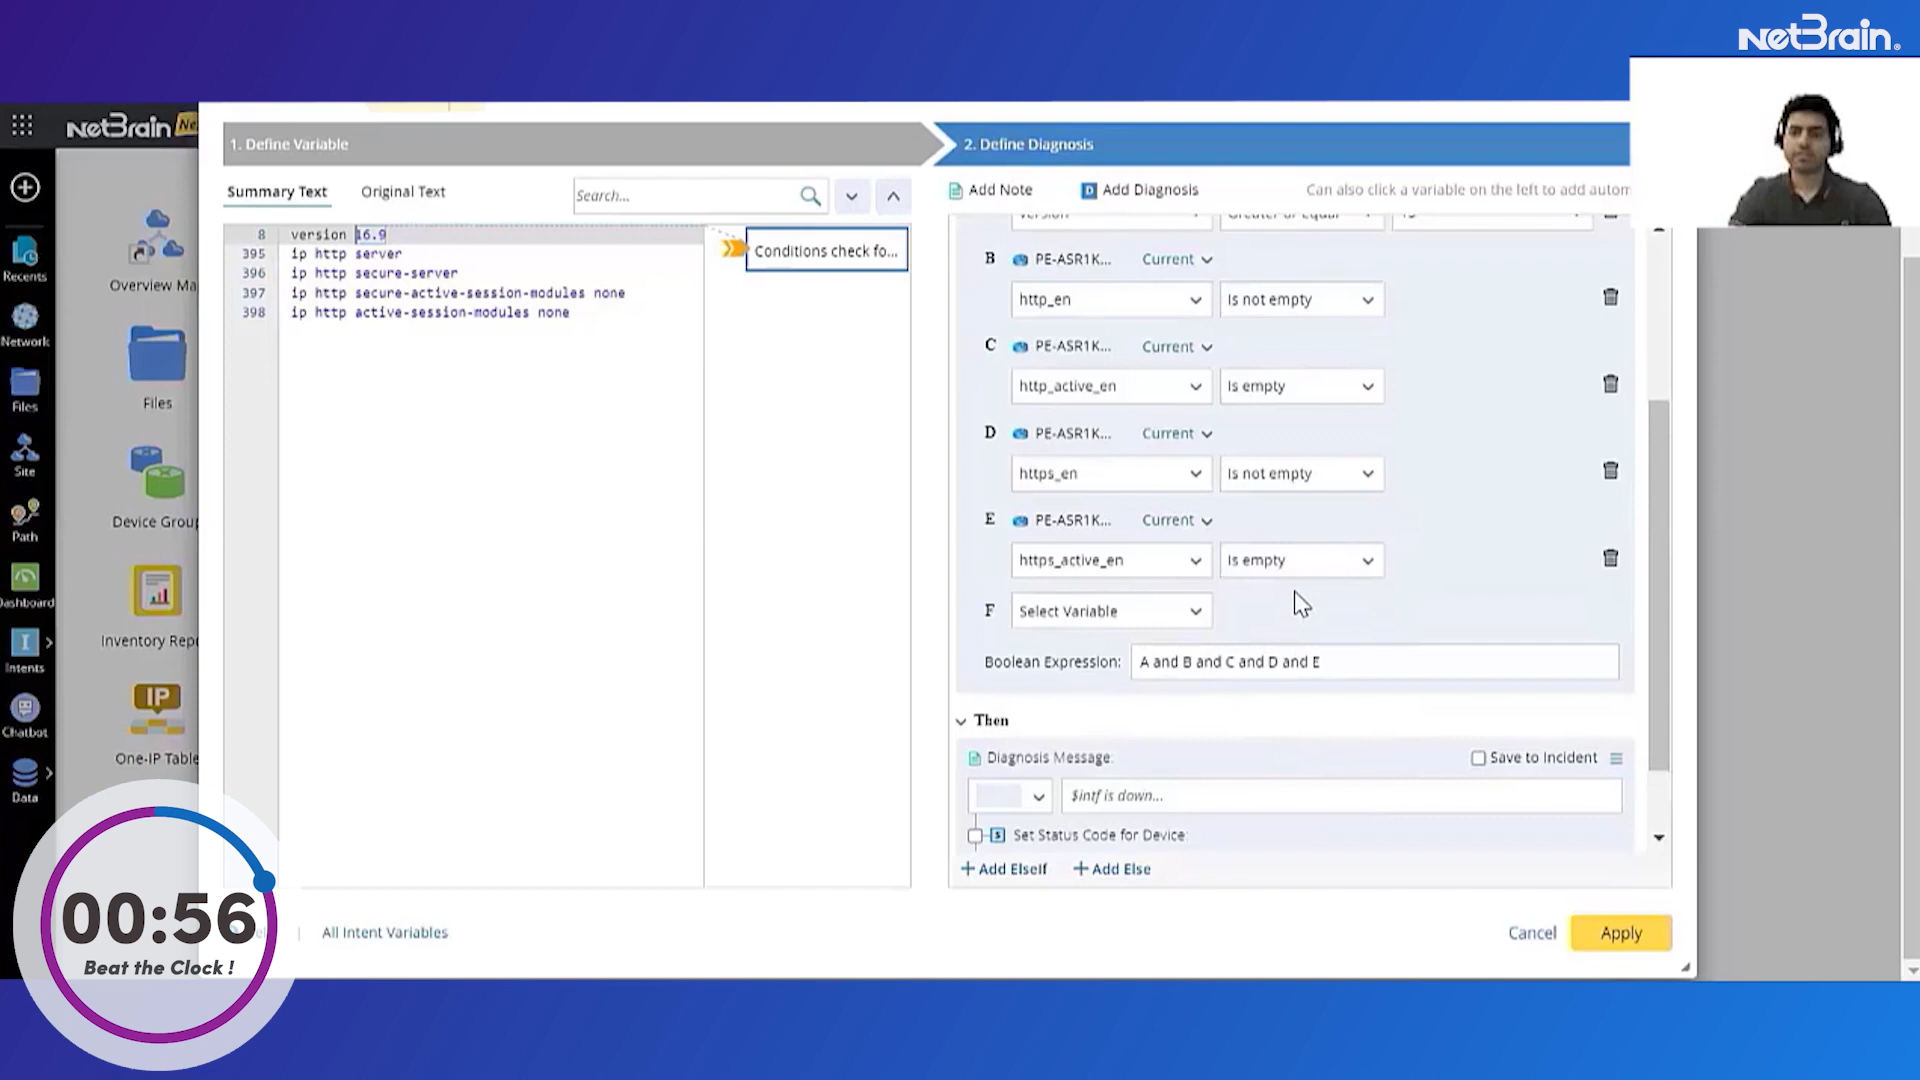 NetBrain®
NetBrain Ne
1. Define Variable
2. Define Diagnosis
Summary Text
Original Text
Search...
Add Note
Add Diagnosis
Can also click a variable on the left to add autom
8 version 16.9
395 ip http server
396 ip http secure-server
397 ip http secure-active-session-modules none
398 ip http active-session-modules none
Conditions check fo...
B PE-ASR1K... Current
http_en Is not empty
C PE-ASR1K... Current
http_active_en Is empty
D PE-ASR1K... Current
https_en Is not empty
E PE-ASR1K... Current
https_active_en Is empty
F Select Variable
Boolean Expression: A and B and C and D and E
Then
Diagnosis Message:
Save to Incident
$intf is down...
S Set Status Code for Device:
Add ElseIf
Add Else
All Intent Variables
Cancel
Apply
Recents
Network
Files
Site
Path
Dashboard
Intents
Chatbot
Data
Overview Ma
Files
Device Grou
Inventory Rep
IP
One-IP Table
00:56
Beat the Clock !